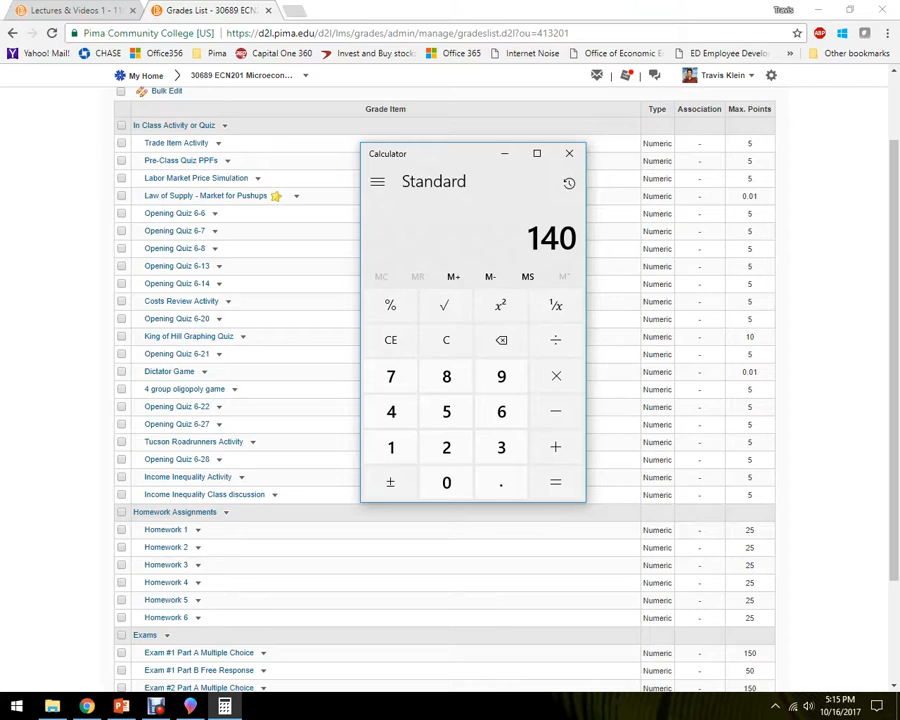 Lectures & Videos 1 - 11 × Grades List - 30689 ECN2 × Travis
Pima Community College [US] https://d2l.pima.edu/d2l/lms/grades/admin/manage/gradeslist.d2l?ou=413201
Yahoo! Mail! CHASE Office365 Pima Capital One 360 Invest and Buy stocks Office 365 Internet Noise Office of Economic E ED Employee Develop » Other bookmarks
My Home 30689 ECN201 Microecon... Travis Klein
Bulk Edit
Grade Item Type Association Max. Points
In Class Activity or Quiz
Trade Item Activity Numeric - 5
Pre-Class Quiz PPFs Numeric - 5
Labor Market Price Simulation Numeric - 5
Law of Supply - Market for Pushups Numeric - 0.01
Opening Quiz 6-6 Numeric - 5
Opening Quiz 6-7 Numeric - 5
Opening Quiz 6-8 Numeric - 5
Opening Quiz 6-13 Numeric - 5
Opening Quiz 6-14 Numeric - 5
Costs Review Activity Numeric - 5
Opening Quiz 6-20 Numeric - 5
King of Hill Graphing Quiz Numeric - 10
Opening Quiz 6-21 Numeric - 5
Dictator Game Numeric - 0.01
4 group oligopoly game Numeric - 5
Opening Quiz 6-22 Numeric - 5
Opening Quiz 6-27 Numeric - 5
Tucson Roadrunners Activity Numeric - 5
Opening Quiz 6-28 Numeric - 5
Income Inequality Activity Numeric - 5
Income Inequality Class discussion Numeric - 5
Homework Assignments
Homework 1 Numeric - 25
Homework 2 Numeric - 25
Homework 3 Numeric - 25
Homework 4 Numeric - 25
Homework 5 Numeric - 25
Homework 6 Numeric - 25
Exams
Exam #1 Part A Multiple Choice Numeric - 150
Exam #1 Part B Free Response Numeric - 50
Exam #2 Part A Multiple Choice Numeric - 150
Calculator
Standard
140
MC MR M+ M- MS M˅
% √ x² ¹/x
CE C ⌫ ÷
7 8 9 ×
4 5 6 −
1 2 3 +
± 0 . =
5:15 PM
10/16/2017